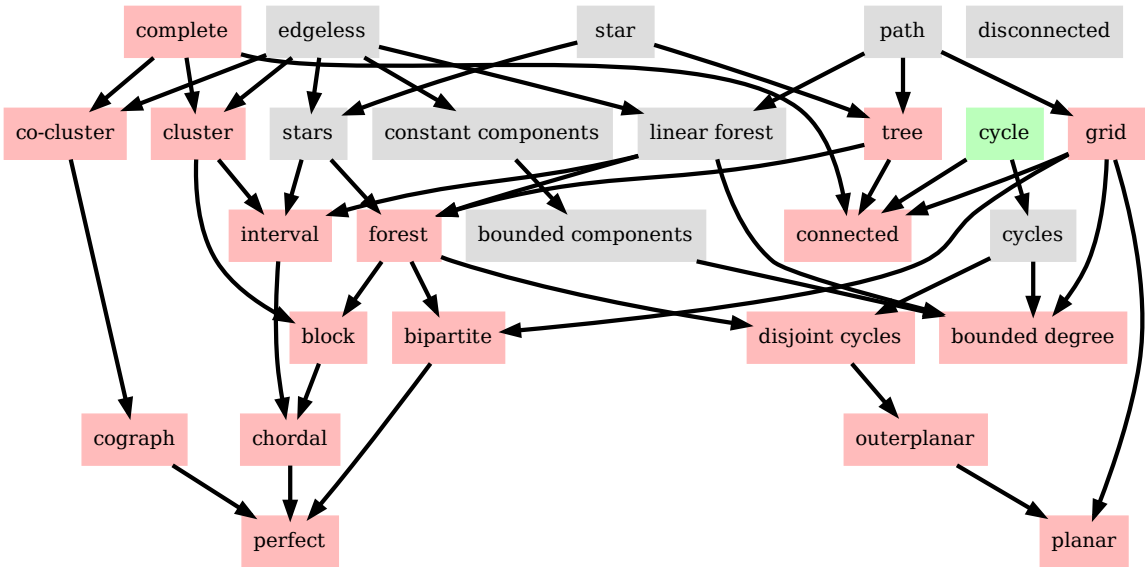 complete
edgeless
star
path
disconnected
co-cluster
cluster
stars
constant components
linear forest
tree
cycle
grid
interval
forest
bounded components
connected
cycles
block
bipartite
disjoint cycles
bounded degree
cograph
chordal
outerplanar
perfect
planar